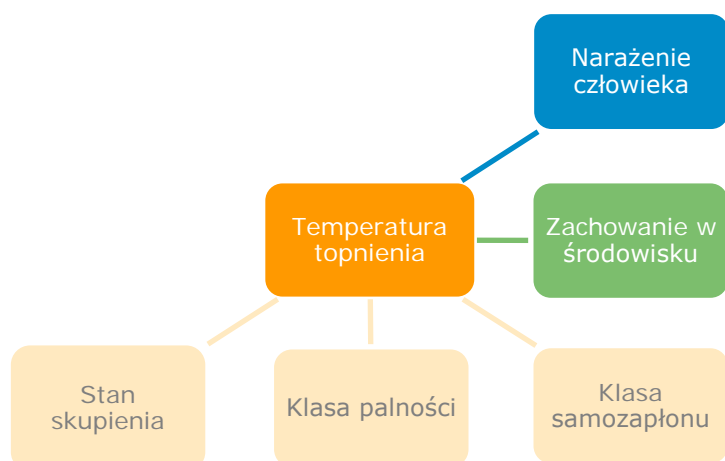 Narażenie
człowieka
Temperatura
topnienia
Zachowanie w
środowisku
Stan
skupienia
Klasa palności
Klasa
samozapłonu